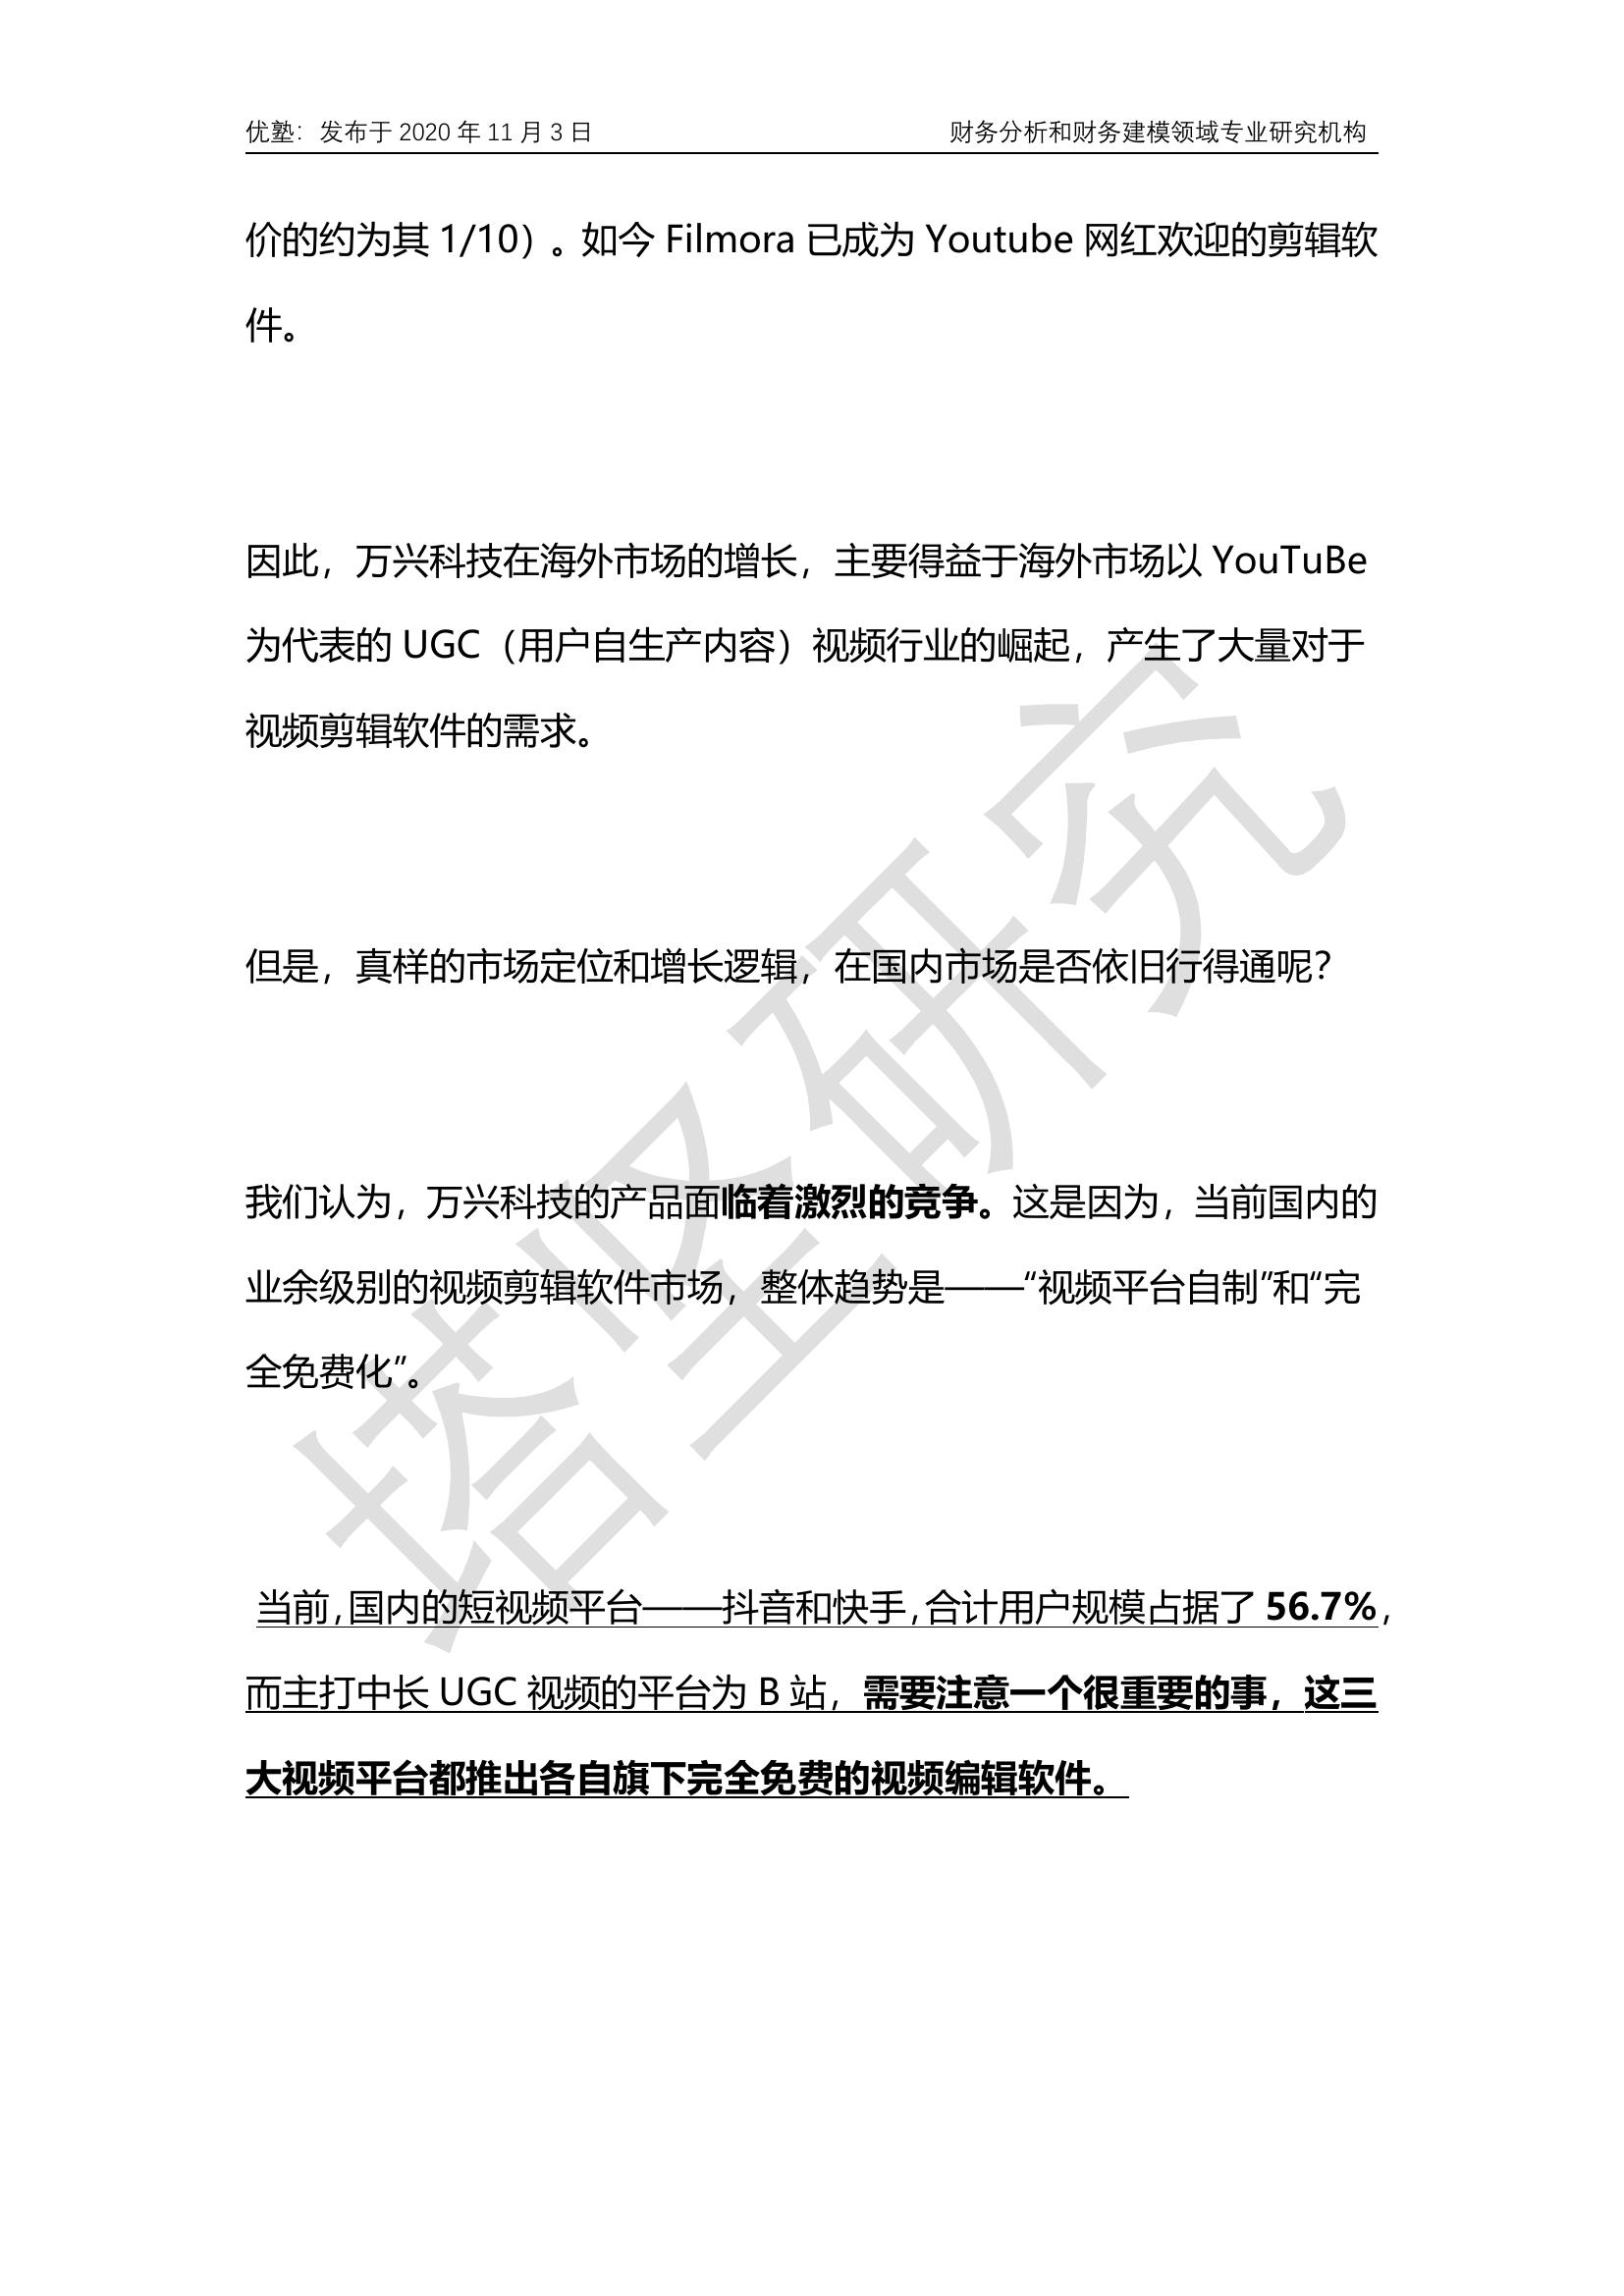 优塾：发布于 2020 年 11 月 3 日 财务分析和财务建模领域专业研究机构
价的约为其 1/10）。如今 Filmora 已成为 Youtube 网红欢迎的剪辑软
件。
因此，万兴科技在海外市场的增长，主要得益于海外市场以 YouTuBe
为代表的 UGC（用户自生产内容）视频行业的崛起，产生了大量对于
视频剪辑软件的需求。
但是，真样的市场定位和增长逻辑，在国内市场是否依旧行得通呢？
我们认为，万兴科技的产品面临着激烈的竞争。这是因为，当前国内的
业余级别的视频剪辑软件市场，整体趋势是——“视频平台自制”和“完
全免费化”。
当前，国内的短视频平台——抖音和快手，合计用户规模占据了 56.7%，
而主打中长 UGC 视频的平台为 B 站，需要注意一个很重要的事，这三
大视频平台都推出各自旗下完全免费的视频编辑软件。
塔坚研究